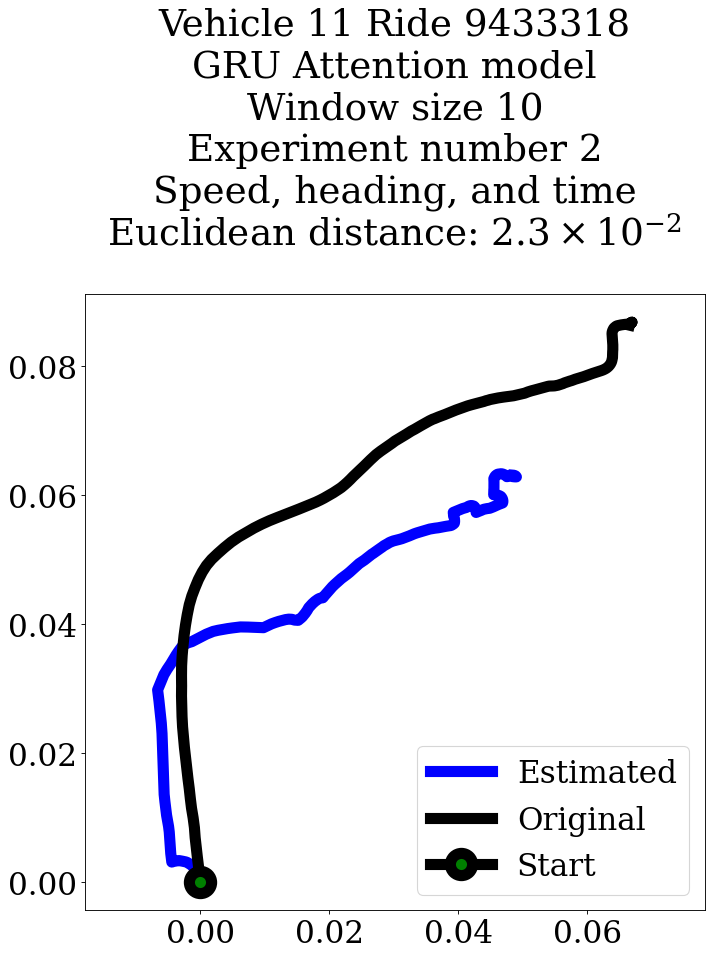 Vehicle 11 Ride 9433318
GRU Attention model
Window size 10
Experiment number 2
Speed, heading, and time
Euclidean distance: 2.3 × 10⁻²
0.08
0.06
0.04
0.02
0.00
Estimated
Original
Start
0.00 0.02 0.04 0.06